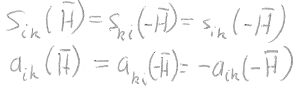 S_{ik}(H̄) = S_{ki}(-H̄) = S_{ik}(-H̄)
a_{ik}(H̄) = a_{ki}(-H̄) = -a_{ik}(-H̄)